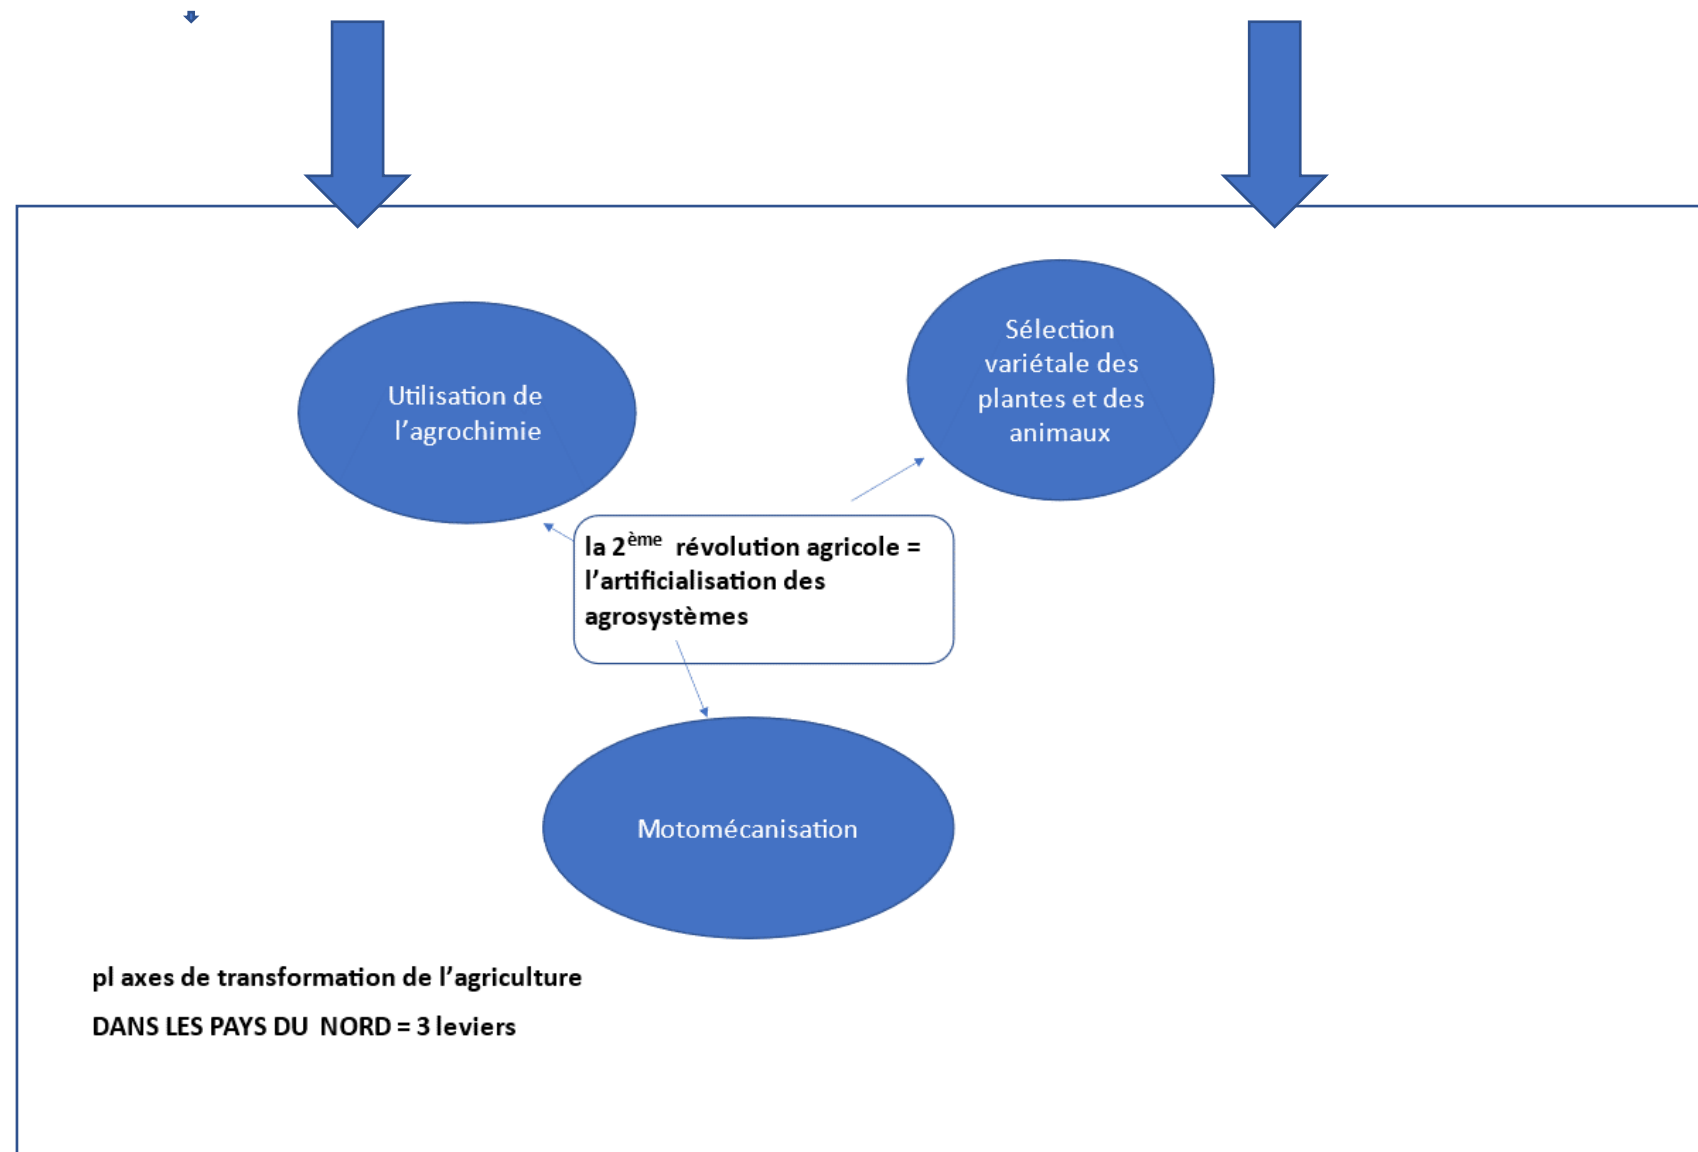 Utilisation de
l’agrochimie
Sélection
variétale des
plantes et des
animaux
la 2ème révolution agricole =
l’artificialisation des
agrosystèmes
Motomécanisation
pl axes de transformation de l’agriculture
DANS LES PAYS DU NORD = 3 leviers